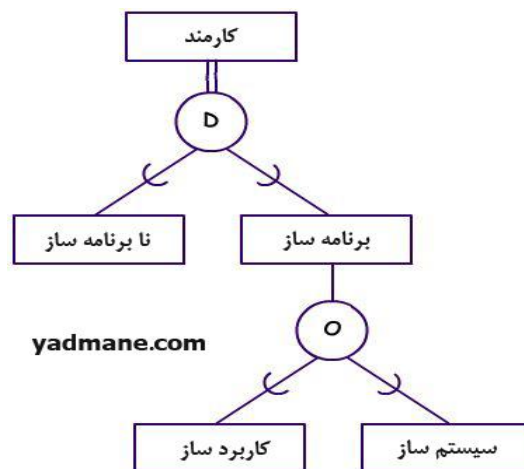 کارمند
D
نا برنامه ساز
برنامه ساز
O
yadmane.com
کاربرد ساز
سیستم ساز